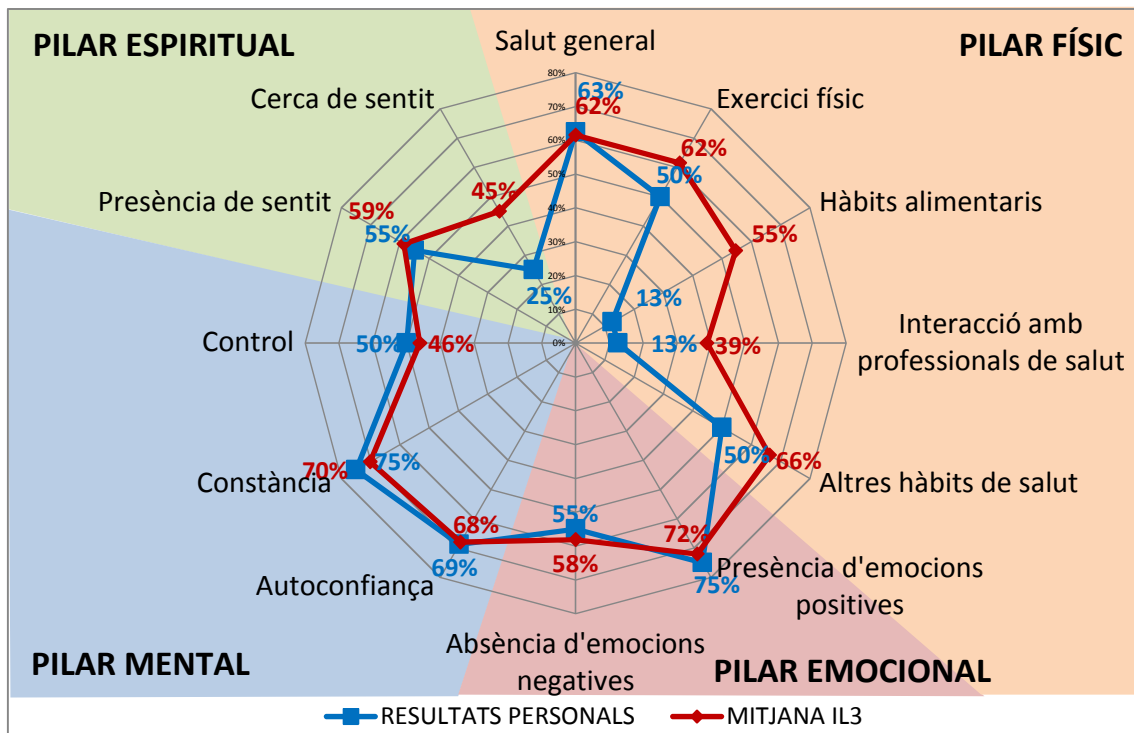 PILAR ESPIRITUAL
Salut general
PILAR FÍSIC
80%
63%
Cerca de sentit
Exercici físic
70%
62%
60%
62%
50%
50%
45%
Presència de sentit
59%
Hàbits alimentaris
40%
55%
55%
30%
20%
25%
13%
10%
Control
50%
46%
0%
13%
39%
Interacció amb
professionals de salut
Constància
70%
75%
50%
66%
Altres hàbits de salut
68%
55%
72%
69%
58%
75%
Presència d'emocions
positives
Autoconfiança
Absència d'emocions
negatives
PILAR MENTAL
PILAR EMOCIONAL
RESULTATS PERSONALS
MITJANA IL3